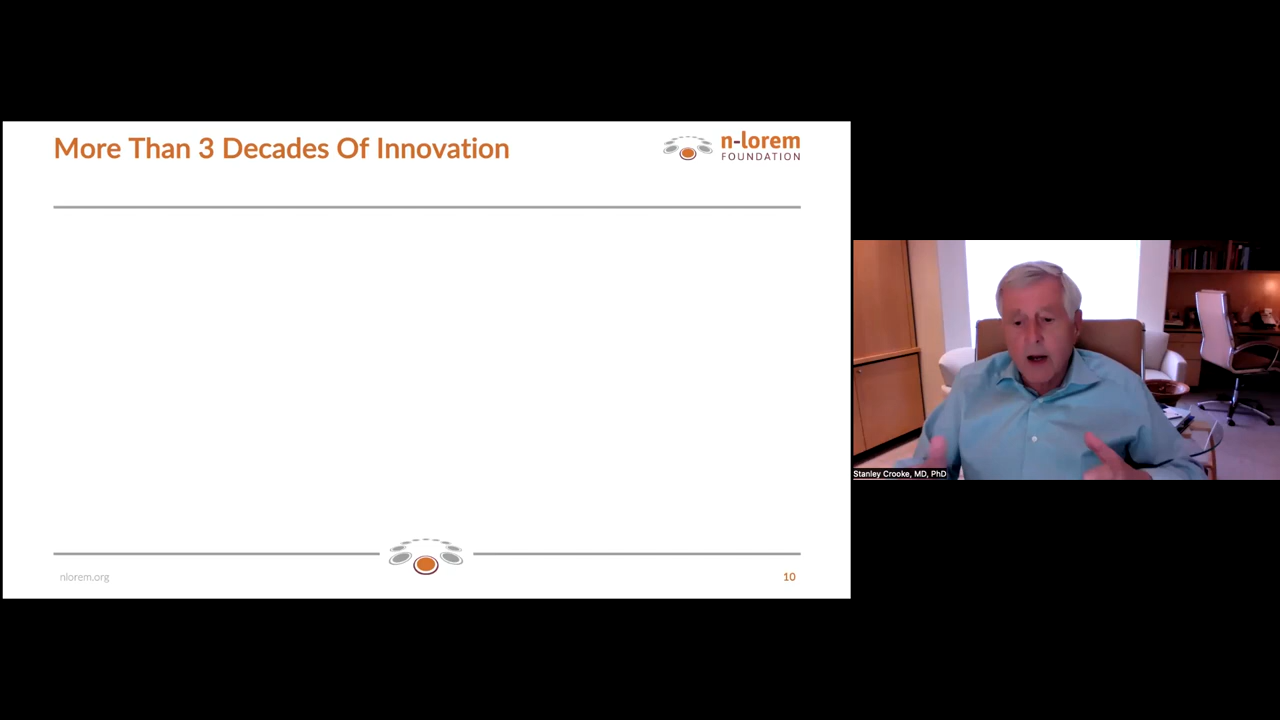 More Than 3 Decades Of Innovation
n-lorem
FOUNDATION
nlorem.org
10
Stanley Crooke, MD, PhD